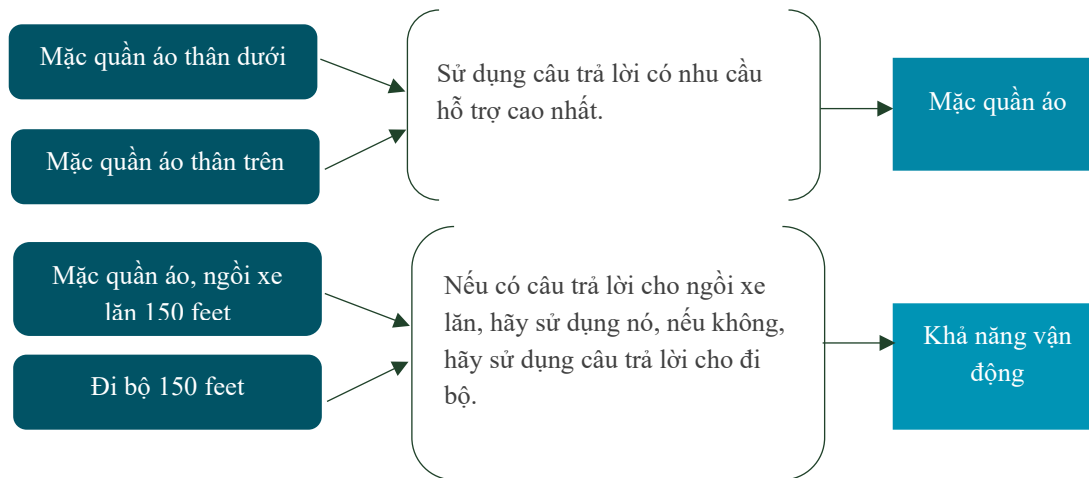 Mặc quần áo thân dưới
Mặc quần áo thân trên
Sử dụng câu trả lời có nhu cầu
hỗ trợ cao nhất.
Mặc quần áo
Mặc quần áo, ngồi xe
lăn 150 feet
Đi bộ 150 feet
Nếu có câu trả lời cho ngồi xe
lăn, hãy sử dụng nó, nếu không,
hãy sử dụng câu trả lời cho đi
bộ.
Khả năng vận
động